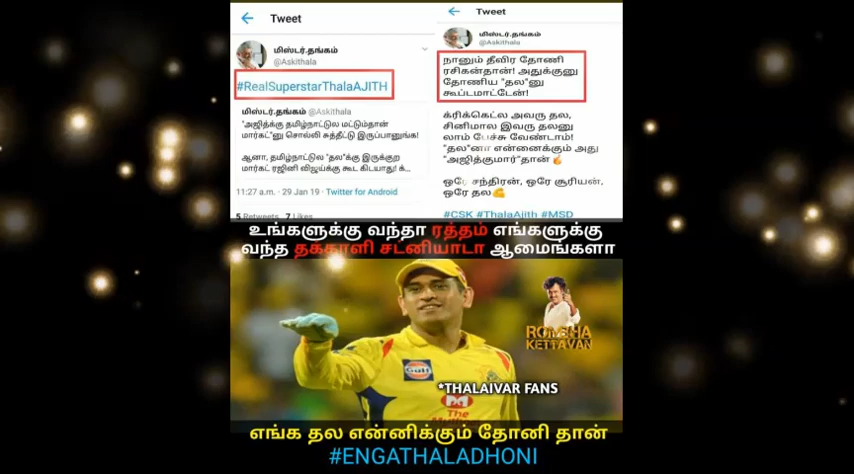 Tweet
மிஸ்டர்.தங்கம்
@Askithala
#RealSuperstarThalaAJITH
மிஸ்டர்.தங்கம் @Askithala
"அஜித்க்கு தமிழ்நாட்டுல மட்டும்தான்
மார்கட்"னு சொல்லி சுத்தீட்டு இருப்பானுங்க!
ஆனா, தமிழ்நாட்டுல "தல"க்கு இருக்குற
மார்கட் ரஜினி விஜய்க்கு கூட கிடயாது! க்...
11:27 a.m. · 29 Jan 19 · Twitter for Android
5 Retweets 7 Likes
Tweet
மிஸ்டர்.தங்கம்
@Askithala
நானும் தீவிர தோணி
ரசிகன்தான்! அதுக்குனு
தோணிய "தல"னு
கூப்டமாட்டேன்!
க்ரிக்கெட்ல அவரு தல,
சினிமால இவரு தலனு
லாம் பேச்சு வேண்டாம்!
"தல"னா என்னைக்கும் அது
"அஜித்குமார்"தான்👍
ஒரே சந்திரன், ஒரே சூரியன்,
ஒரே தல💪
#CSK #ThalaAjith #MSD
உங்களுக்கு வந்தா ரத்தம் எங்களுக்கு
வந்த தக்காளி சட்னியாடா ஆமைங்களா
Gulf
*THALAIVAR FANS
The
எங்க தல என்னிக்கும் தோனி தான்
#ENGATHALADHONI